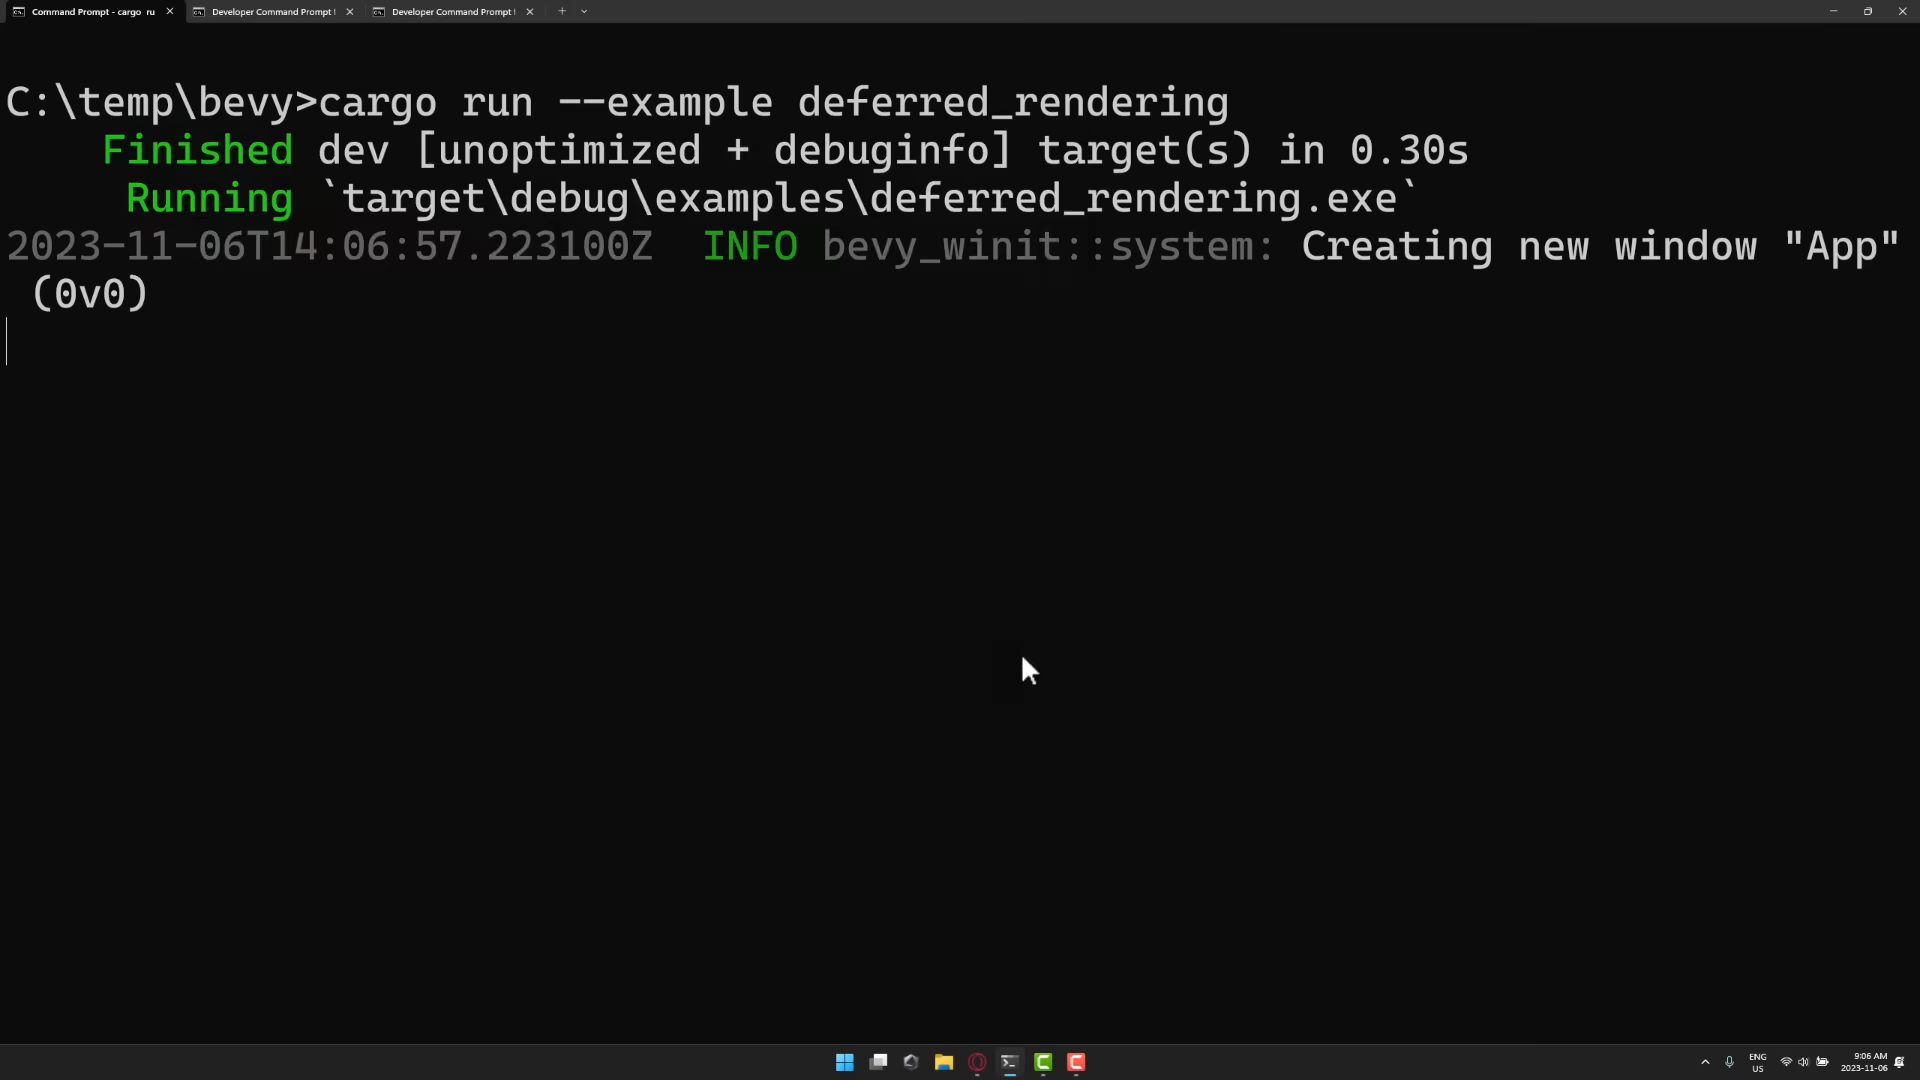 Command Prompt - cargo  ru
Developer Command Prompt
Developer Command Prompt
C:\temp\bevy>cargo run --example deferred_rendering
Finished dev [unoptimized + debuginfo] target(s) in 0.30s
Running `target\debug\examples\deferred_rendering.exe`
2023-11-06T14:06:57.223100Z  INFO bevy_winit::system: Creating new window "App"
(0v0)
ENG
US
9:06 AM
2023-11-06